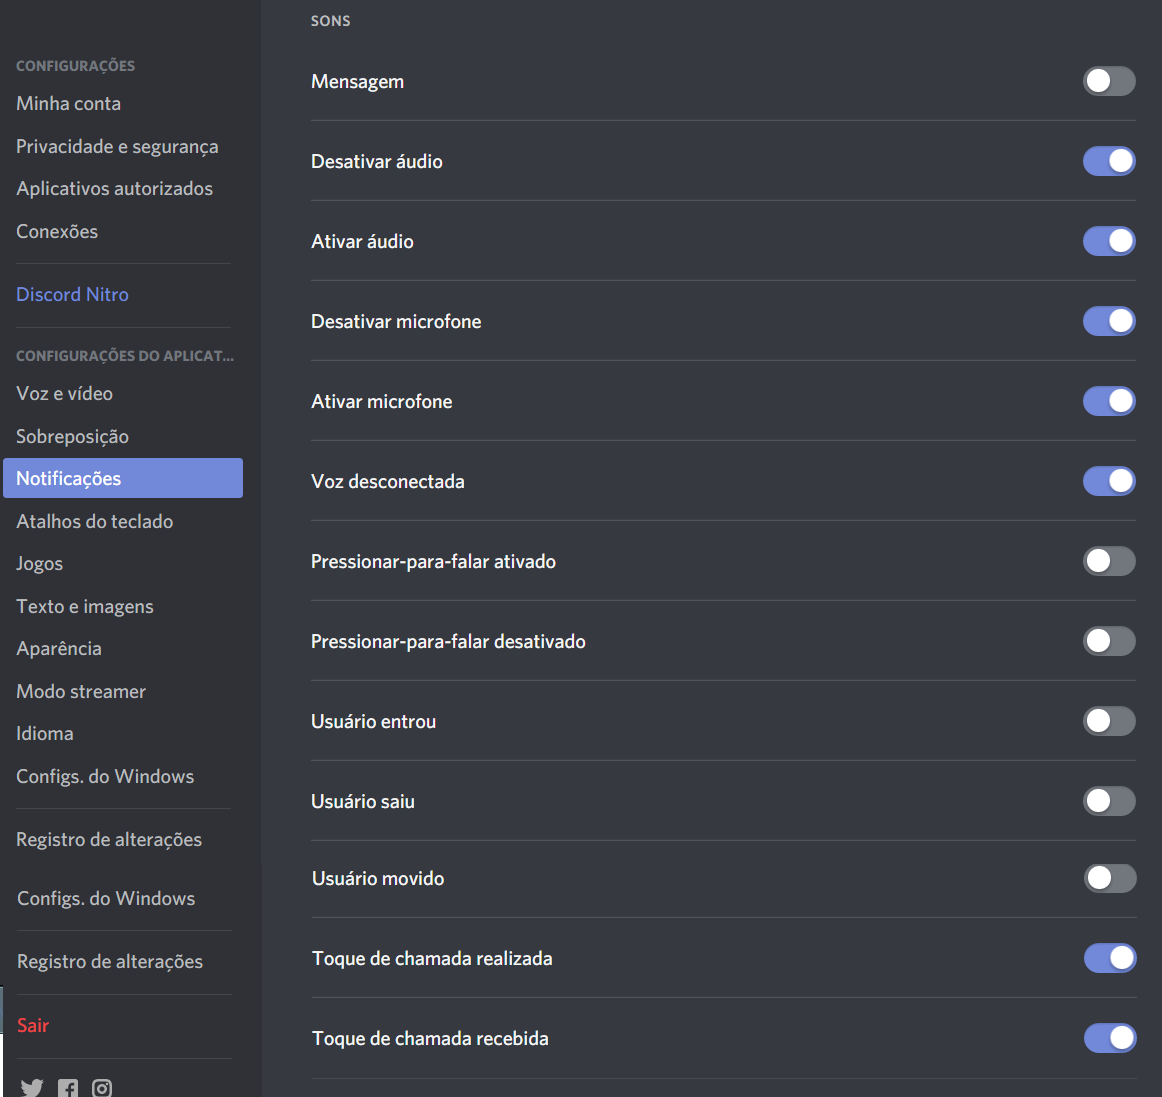 CONFIGURAÇÕES
Minha conta
Privacidade e segurança
Aplicativos autorizados
Conexões
Discord Nitro
CONFIGURAÇÕES DO APLICAT...
Voz e vídeo
Sobreposição
Notificações
Atalhos do teclado
Jogos
Texto e imagens
Aparência
Modo streamer
Idioma
Configs. do Windows
Registro de alterações
Configs. do Windows
Registro de alterações
Sair
SONS
Mensagem
Desativar áudio
Ativar áudio
Desativar microfone
Ativar microfone
Voz desconectada
Pressionar-para-falar ativado
Pressionar-para-falar desativado
Usuário entrou
Usuário saiu
Usuário movido
Toque de chamada realizada
Toque de chamada recebida